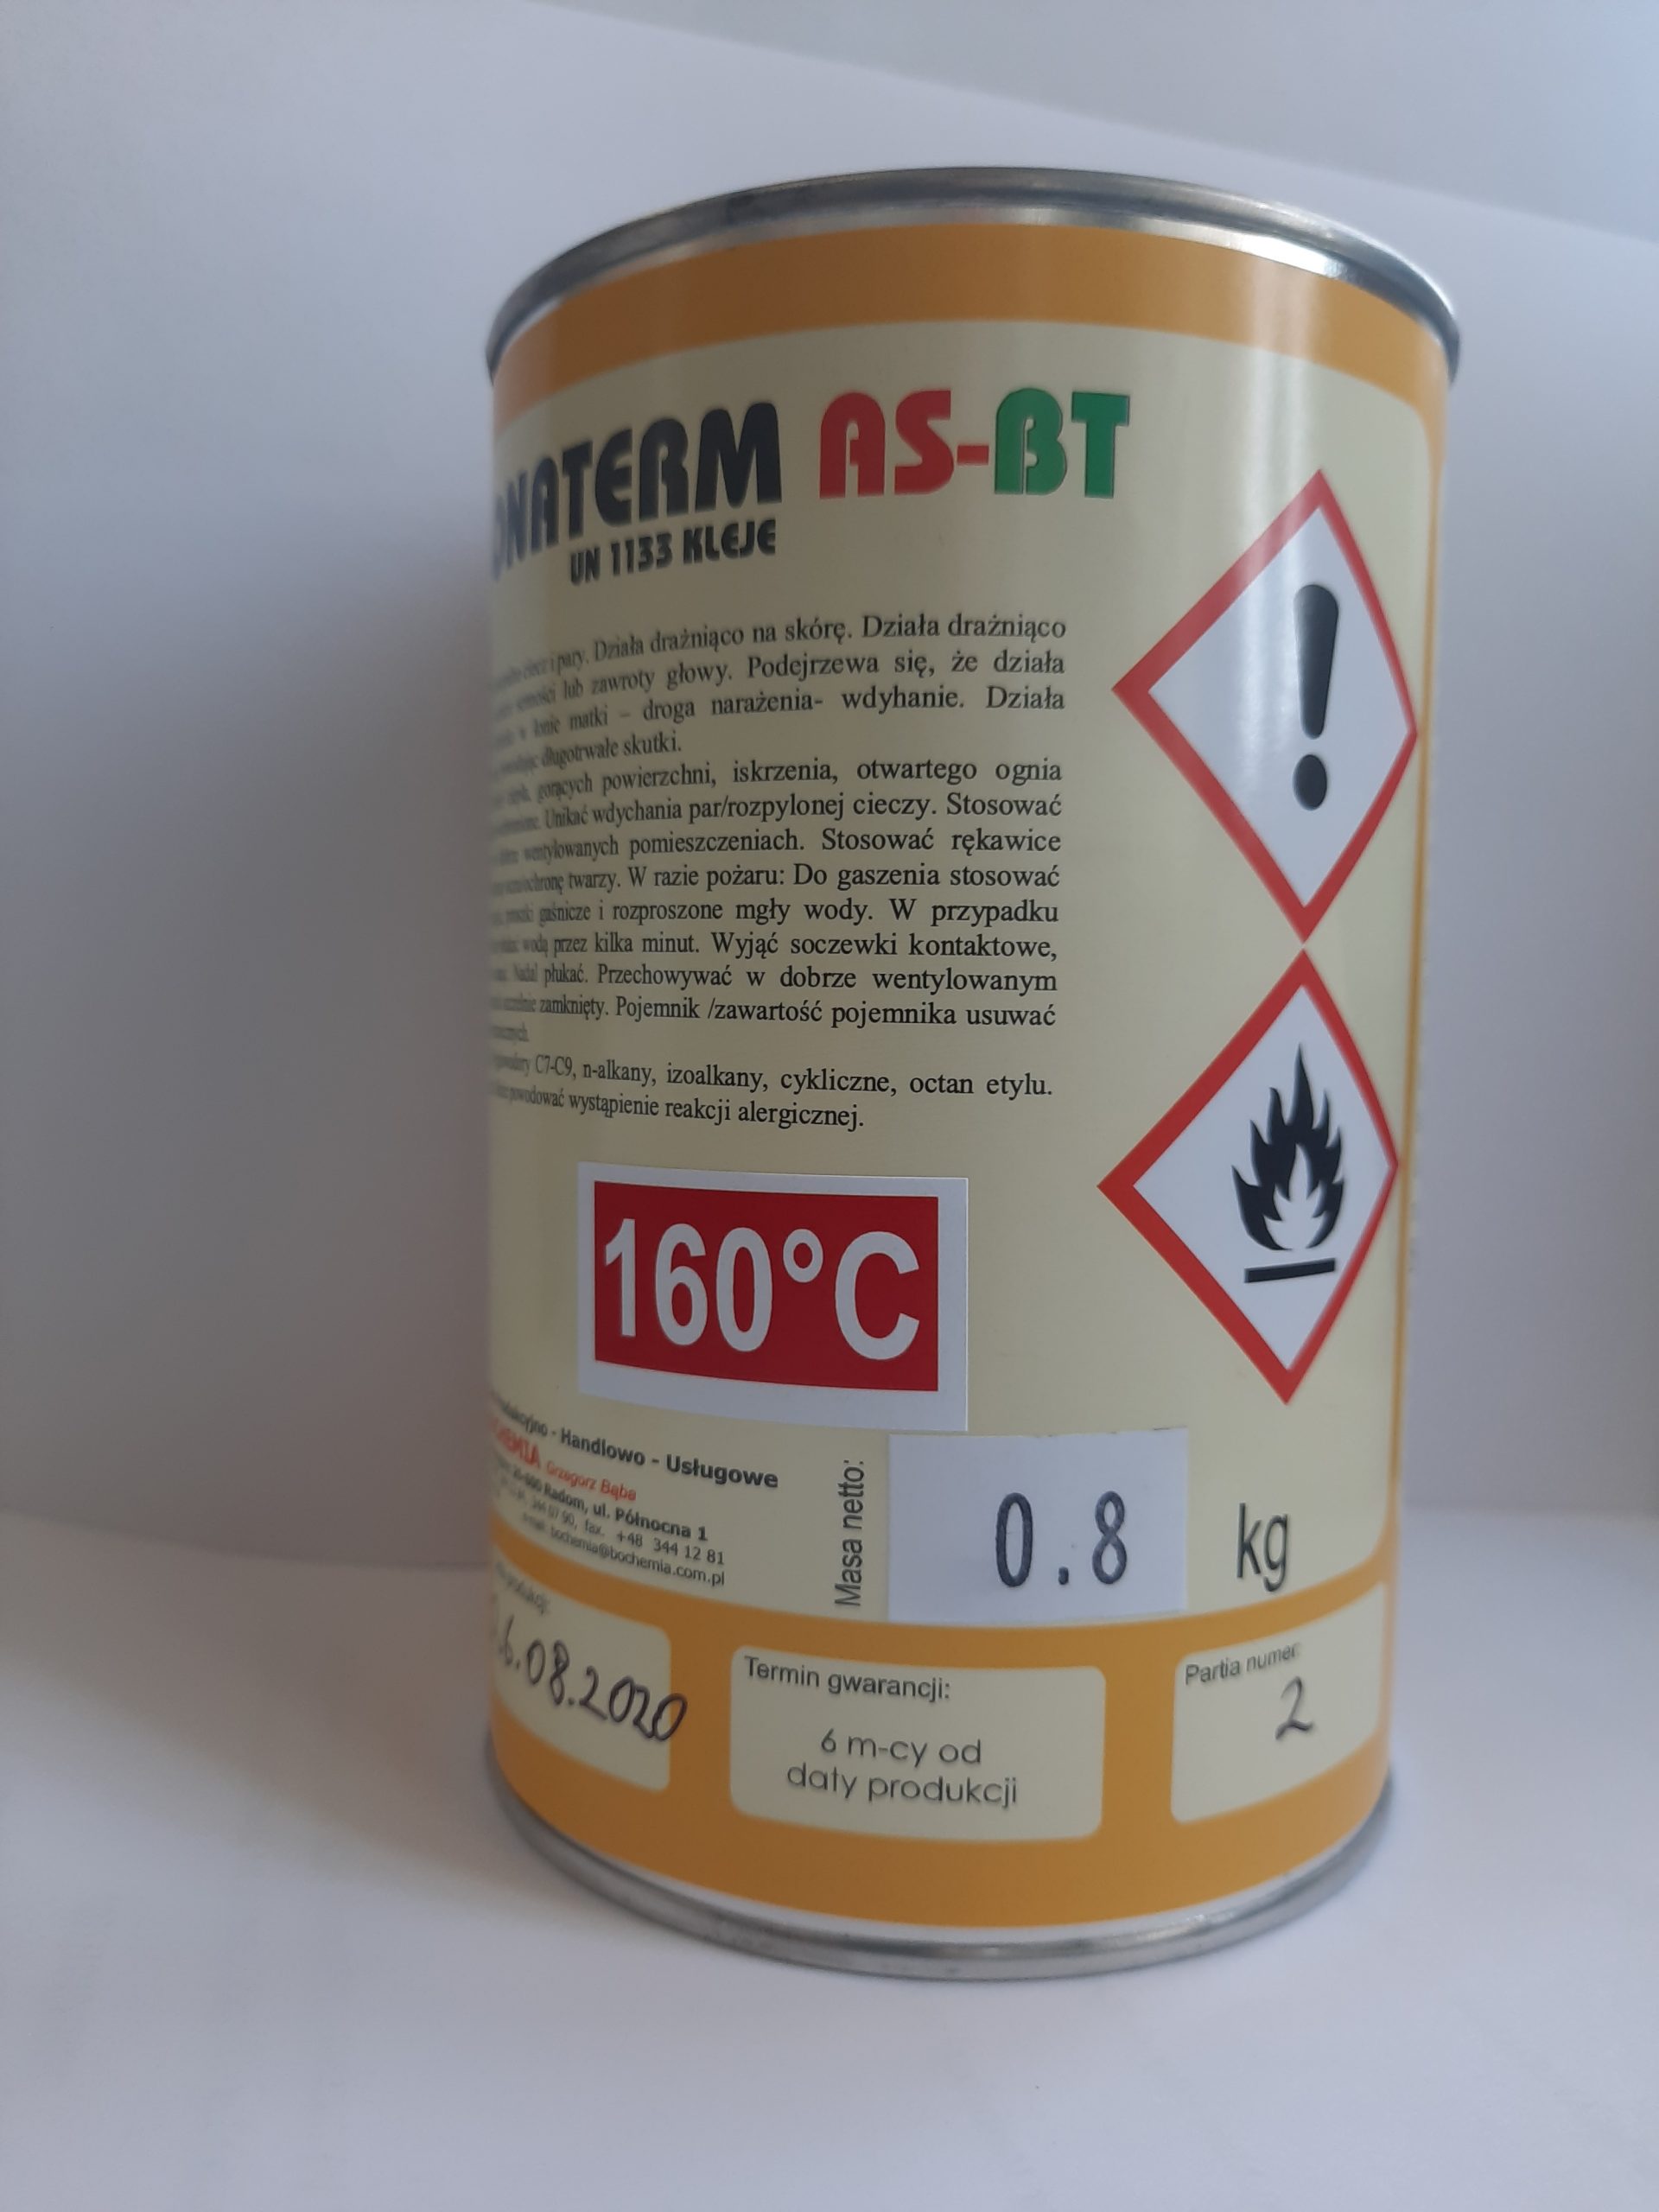 AS-BT
UN 1133 KLEJE
i pary. Działa drażniąco na skórę. Działa drażniąco
lub zawroty głowy. Podejrzewa się, że działa
w łonie matki – droga narażenia- wdyhanie. Działa
długotrwałe skutki.
gorących powierzchni, iskrzenia, otwartego ognia
Unikać wdychania par/rozpylonej cieczy. Stosować
wentylowanych pomieszczeniach. Stosować rękawice
twarzy. W razie pożaru: Do gaszenia stosować
gaśnicze i rozproszone mgły wody. W przypadku
wodą przez kilka minut. Wyjąć soczewki kontaktowe,
Nadal płukać. Przechowywać w dobrze wentylowanym
zamknięty. Pojemnik /zawartość pojemnika usuwać
C7-C9, n-alkany, izoalkany, cykliczne, octan etylu.
powodować wystąpienie reakcji alergicznej.
160°C
- Handlowo - Usługowe
Grzegorz Bąba
Radom, ul. Północna 1
fax. +48 344 12 81
bochemia@bochemia.com.pl
Masa netto:
0.8 kg
6.08.2020
Termin gwarancji:
6 m-cy od
daty produkcji
Partia numer:
2